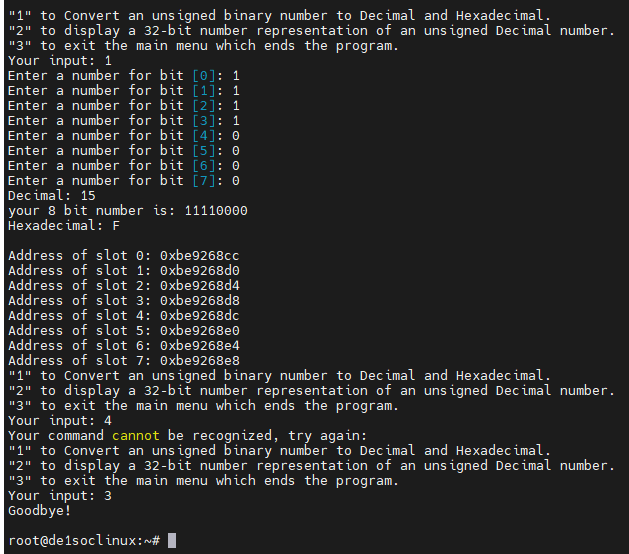 "1" to Convert an unsigned binary number to Decimal and Hexadecimal.
"2" to display a 32-bit number representation of an unsigned Decimal number.
"3" to exit the main menu which ends the program.
Your input: 1
Enter a number for bit [0]: 1
Enter a number for bit [1]: 1
Enter a number for bit [2]: 1
Enter a number for bit [3]: 1
Enter a number for bit [4]: 0
Enter a number for bit [5]: 0
Enter a number for bit [6]: 0
Enter a number for bit [7]: 0
Decimal: 15
your 8 bit number is: 11110000
Hexadecimal: F
Address of slot 0: 0xbe9268cc
Address of slot 1: 0xbe9268d0
Address of slot 2: 0xbe9268d4
Address of slot 3: 0xbe9268d8
Address of slot 4: 0xbe9268dc
Address of slot 5: 0xbe9268e0
Address of slot 6: 0xbe9268e4
Address of slot 7: 0xbe9268e8
"1" to Convert an unsigned binary number to Decimal and Hexadecimal.
"2" to display a 32-bit number representation of an unsigned Decimal number.
"3" to exit the main menu which ends the program.
Your input: 4
Your command cannot be recognized, try again:
"1" to Convert an unsigned binary number to Decimal and Hexadecimal.
"2" to display a 32-bit number representation of an unsigned Decimal number.
"3" to exit the main menu which ends the program.
Your input: 3
Goodbye!
root@de1soclinux:~#